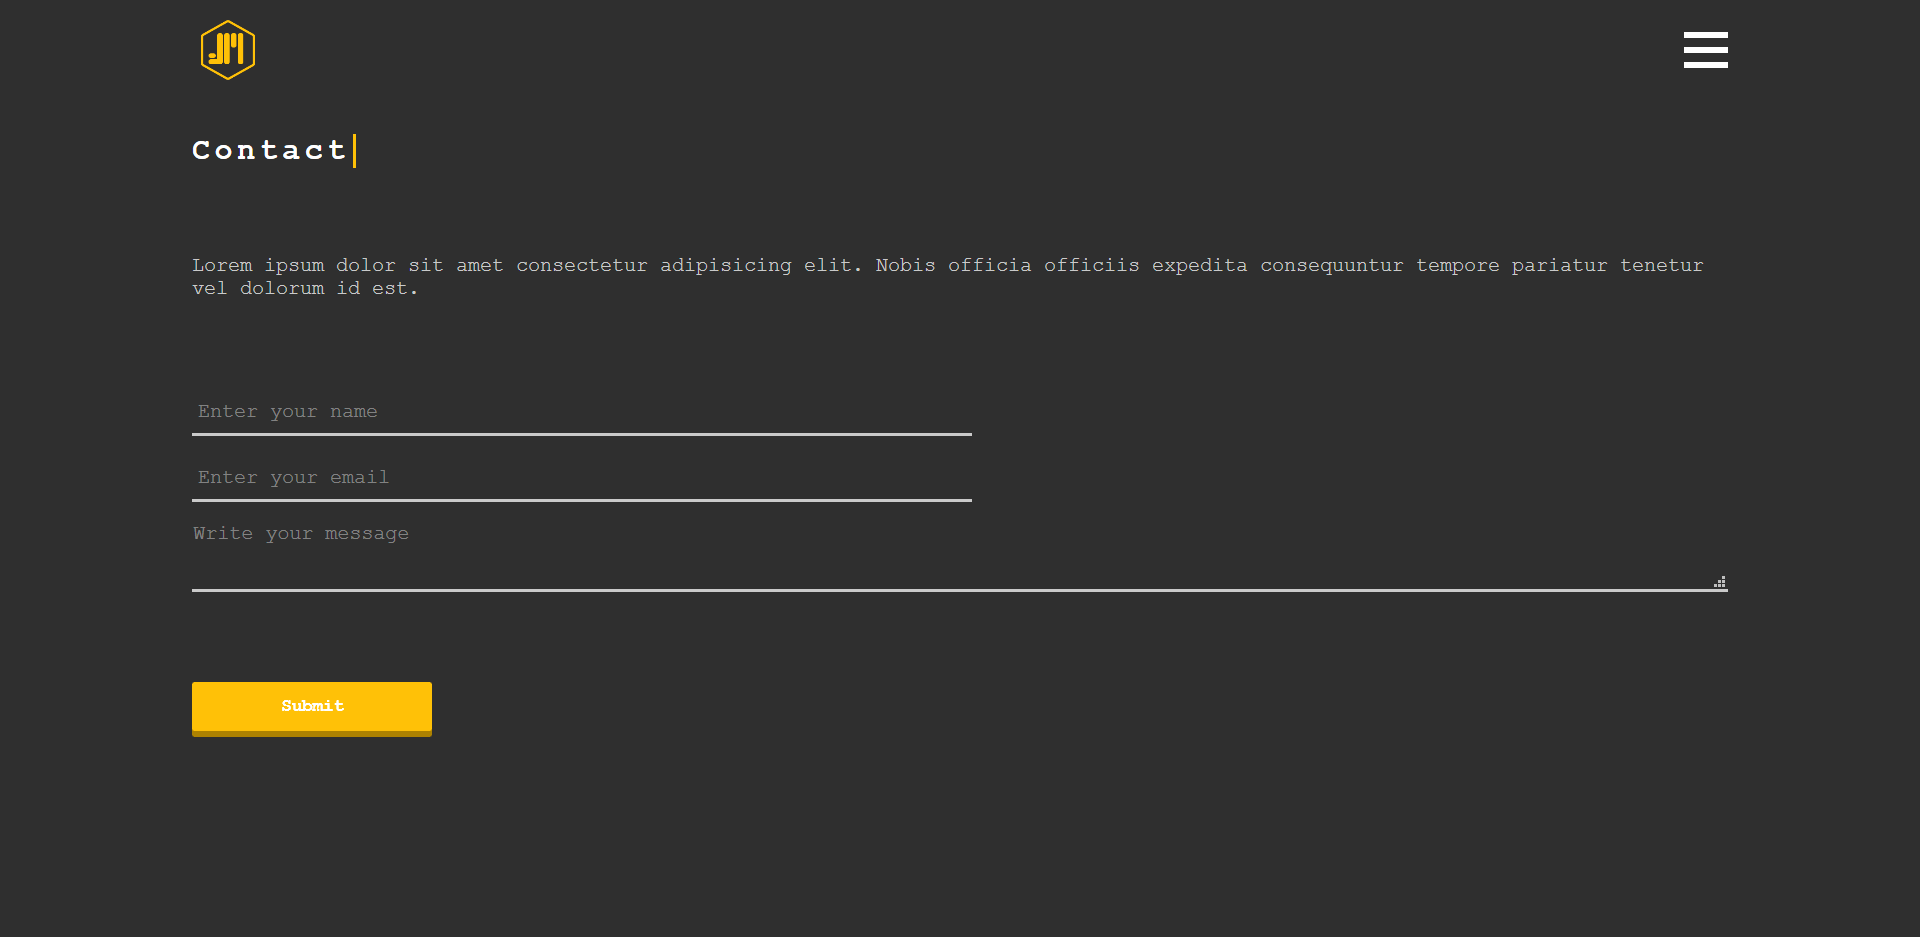 JM
Contact
Lorem ipsum dolor sit amet consectetur adipisicing elit. Nobis officia officiis expedita consequuntur tempore pariatur tenetur
vel dolorum id est.
Enter your name
Enter your email
Write your message
Submit